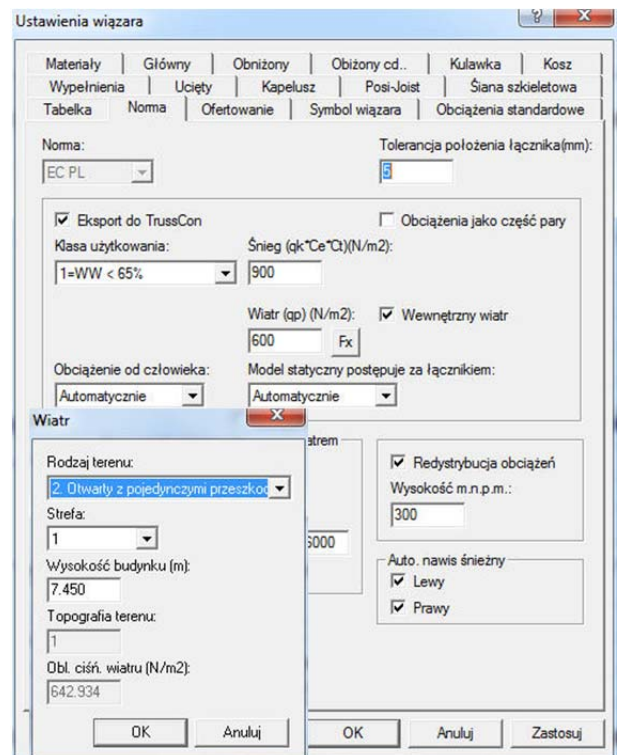 Ustawienia wiązara
Materiały Główny Obniżony Obiżony cd.. Kulawka Kosz
Wypełnienia Ucięty Kapelusz Posi-Joist Śiana szkieletowa
Tabelka Norma Ofertowanie Symbol wiązara Obciążenia standardowe
Norma: Tolerancja położenia łącznika(mm):
EC PL 5
Eksport do TrussCon Obciążenia jako część pary
Klasa użytkowania: Śnieg (qk*Ce*Ct)(N/m2):
1=WW < 65% 900
Wiatr (qp) (N/m2): Wewnętrzny wiatr
600 Fx
Obciążenie od człowieka: Model statyczny postępuje za łącznikiem:
Automatycznie Automatycznie
Wiatr
Rodzaj terenu:
2. Otwarty z pojedynczymi przeszkod
Strefa:
1
Wysokość budynku (m):
7.450
Topografia terenu:
1
Obl. ciśn. wiatru (N/m2):
642.934
OK Anuluj
Redystrybucja obciążeń
Wysokość m.n.p.m.:
300
Auto. nawis śnieżny
Lewy
Prawy
OK Anuluj Zastosuj